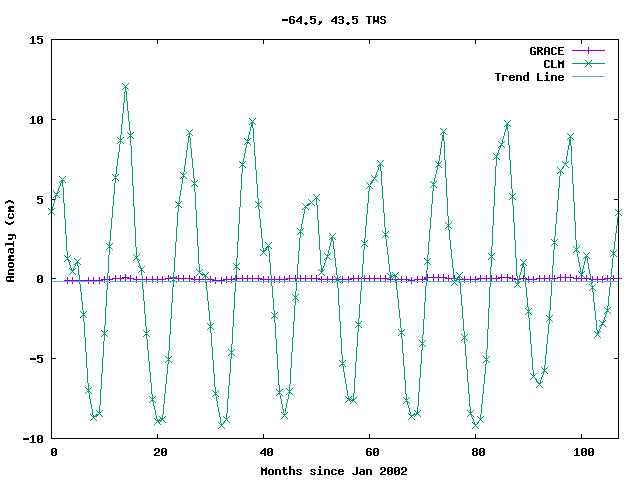 -64.5, 43.5 TWS
15
GRACE
CLM
Trend Line
10
5
Anomaly (cm)
0
-5
-10
0 20 40 60 80 100
Months since Jan 2002